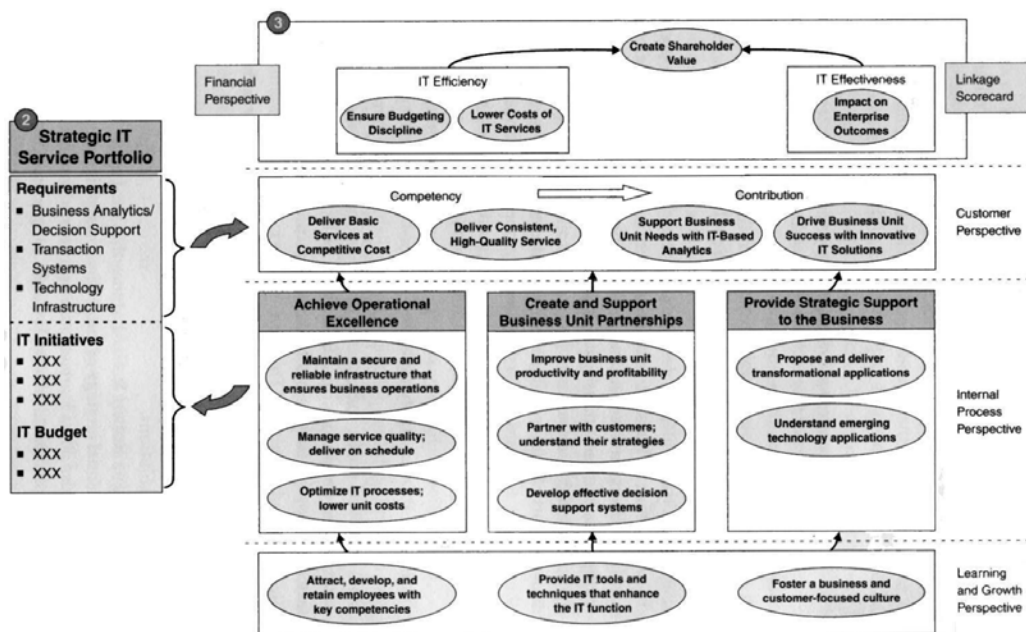 3
Create Shareholder
Value
Financial
Perspective
IT Efficiency
Ensure Budgeting
Discipline
Lower Costs of
IT Services
IT Effectiveness
Impact on
Enterprise
Outcomes
Linkage
Scorecard
2
Strategic IT
Service Portfolio
Requirements
■ Business Analytics/
Decision Support
■ Transaction
Systems
■ Technology
Infrastructure
IT Initiatives
■ XXX
■ XXX
■ XXX
IT Budget
■ XXX
■ XXX
Competency
Contribution
Deliver Basic
Services at
Competitive Cost
Deliver Consistent,
High-Quality Service
Support Business
Unit Needs with IT-Based
Analytics
Drive Business Unit
Success with Innovative
IT Solutions
Customer
Perspective
Achieve Operational
Excellence
Maintain a secure and
reliable infrastructure that
ensures business operations
Manage service quality;
deliver on schedule
Optimize IT processes;
lower unit costs
Create and Support
Business Unit Partnerships
Improve business unit
productivity and profitability
Partner with customers;
understand their strategies
Develop effective decision
support systems
Provide Strategic Support
to the Business
Propose and deliver
transformational applications
Understand emerging
technology applications
Internal
Process
Perspective
Attract, develop, and
retain employees with
key competencies
Provide IT tools and
techniques that enhance
the IT function
Foster a business and
customer-focused culture
Learning
and Growth
Perspective